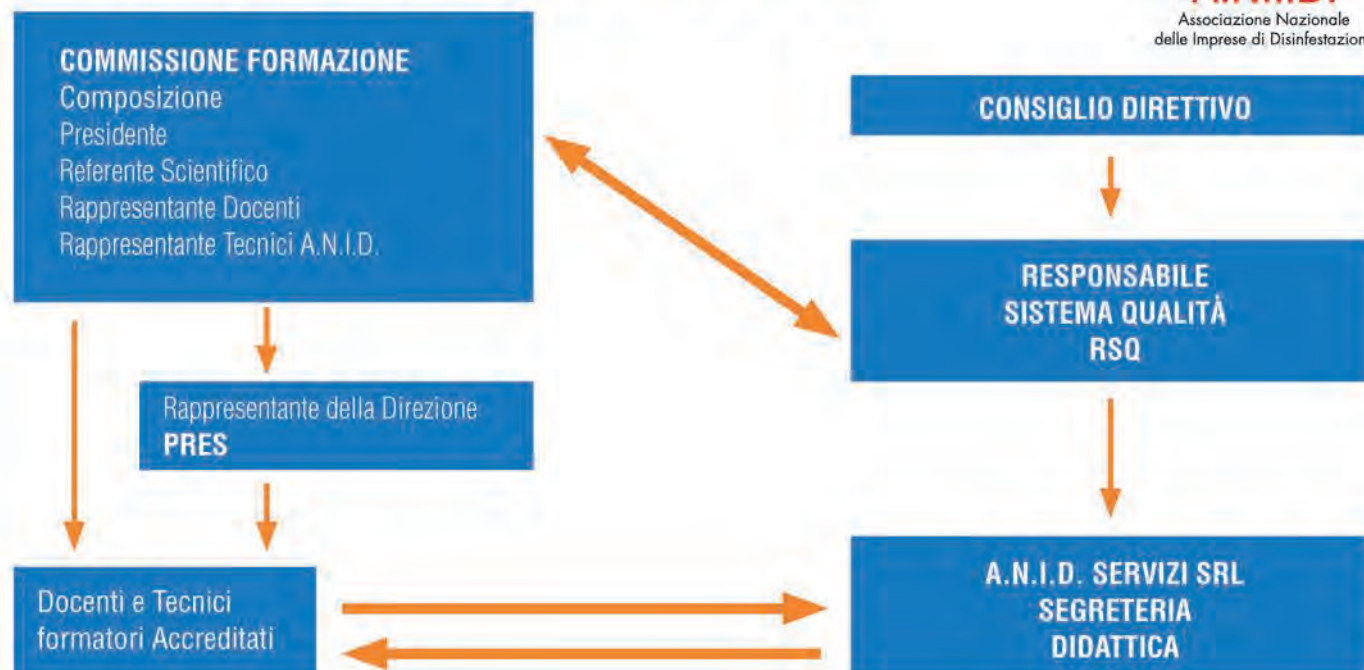 Associazione Nazionale
delle Imprese di Disinfestazion
COMMISSIONE FORMAZIONE
Composizione
Presidente
Referente Scientifico
Rappresentante Docenti
Rappresentante Tecnici A.N.I.D.
CONSIGLIO DIRETTIVO
RESPONSABILE
SISTEMA QUALITÀ
RSQ
Rappresentante della Direzione
PRES
Docenti e Tecnici
formatori Accreditati
A.N.I.D. SERVIZI SRL
SEGRETERIA
DIDATTICA